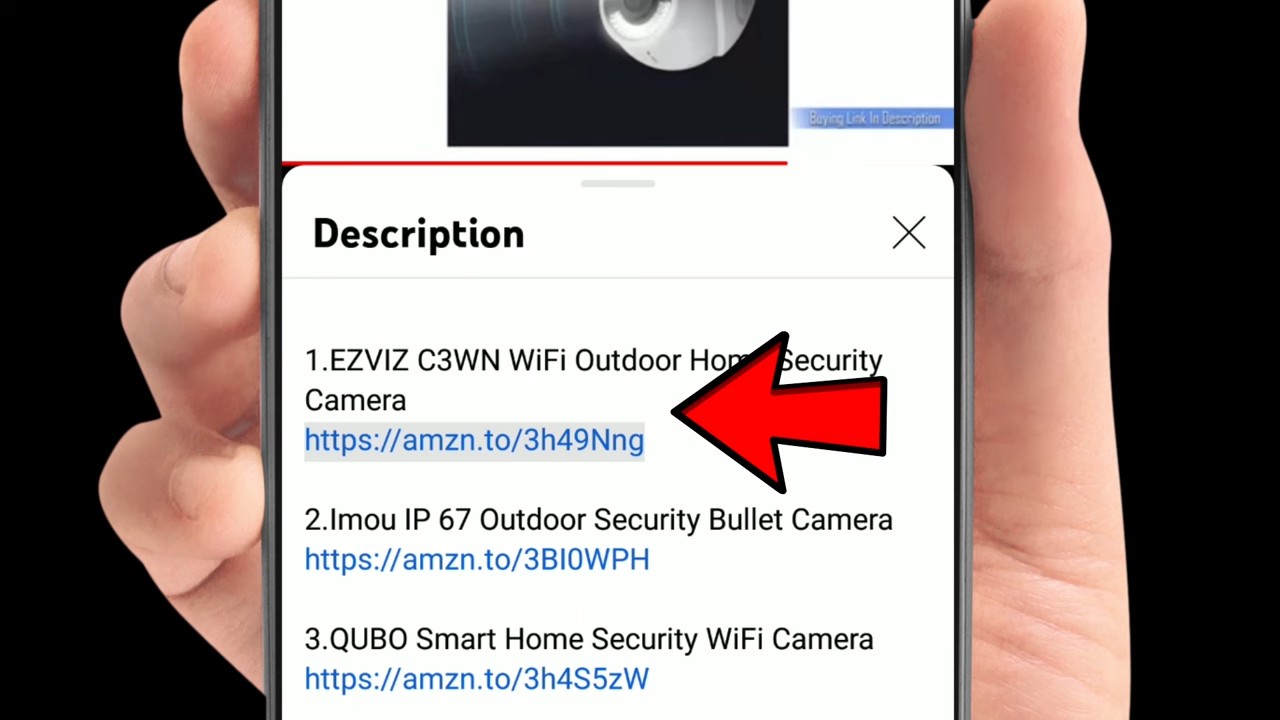 Buying Link In Description
Description
1.EZVIZ C3WN WiFi Outdoor Home Security
Camera
https://amzn.to/3h49Nng
2.Imou IP 67 Outdoor Security Bullet Camera
https://amzn.to/3BI0WPH
3.QUBO Smart Home Security WiFi Camera
https://amzn.to/3h4S5zW